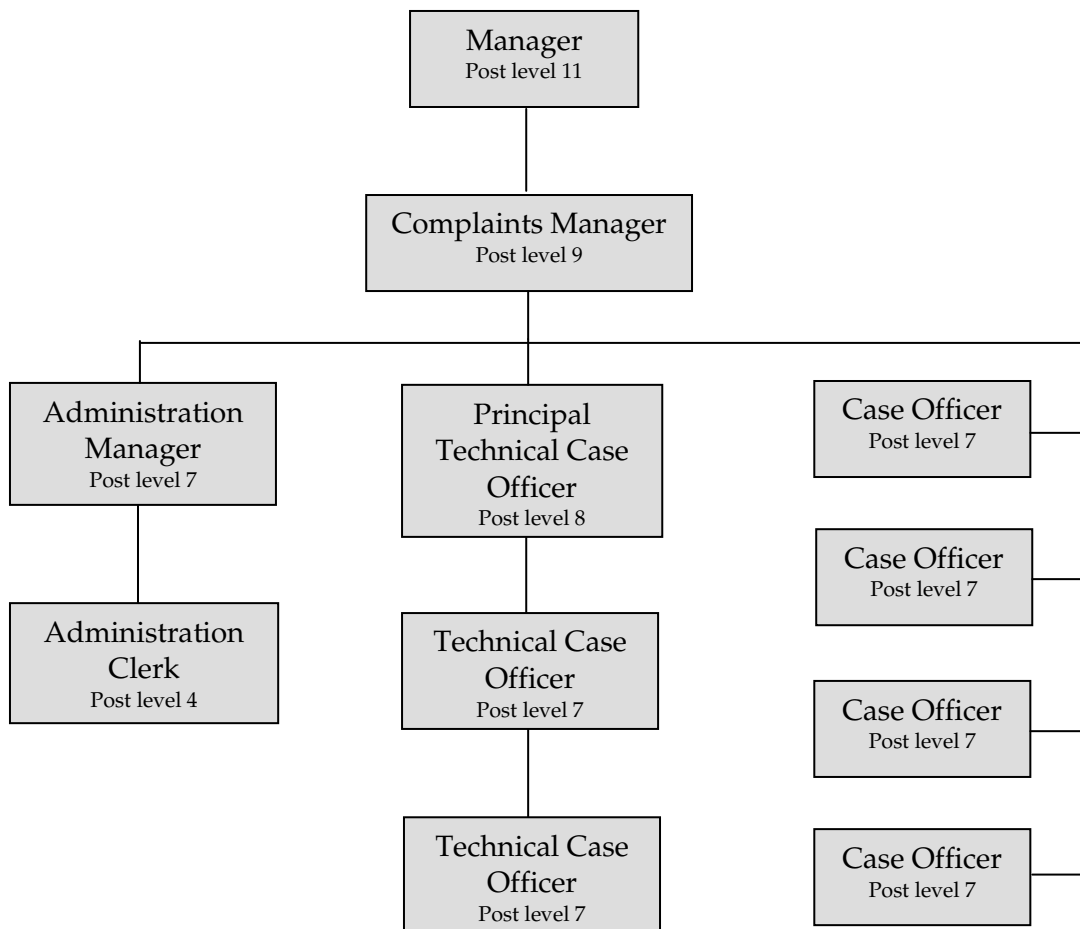 Manager
Post level 11
Complaints Manager
Post level 9
Administration
Manager
Post level 7
Principal
Technical Case
Officer
Post level 8
Case Officer
Post level 7
Case Officer
Post level 7
Administration
Clerk
Post level 4
Technical Case
Officer
Post level 7
Case Officer
Post level 7
Technical Case
Officer
Post level 7
Case Officer
Post level 7